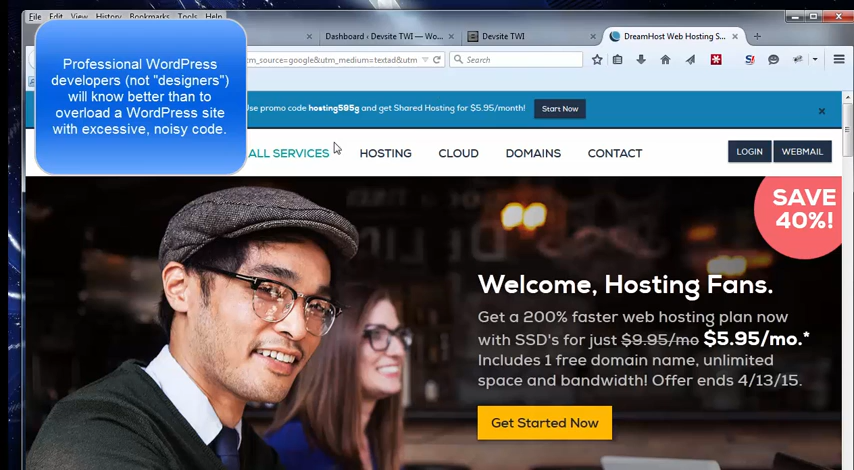 File Edit View History Bookmarks Tools Help
Dashboard ‹ Devsite TWI — Wo...
Devsite TWI
DreamHost Web Hosting S...
tm_source=google&utm_medium=textad&utm
Search
Professional WordPress
developers (not "designers")
will know better than to
overload a WordPress site
with excessive, noisy code.
Use promo code hosting595g and get Shared Hosting for $5.95/month!
Start Now
ALL SERVICES
HOSTING
CLOUD
DOMAINS
CONTACT
LOGIN
WEBMAIL
SAVE
40%!
Welcome, Hosting Fans.
Get a 200% faster web hosting plan now
with SSD's for just $9.95/mo $5.95/mo.*
Includes 1 free domain name, unlimited
space and bandwidth! Offer ends 4/13/15.
Get Started Now